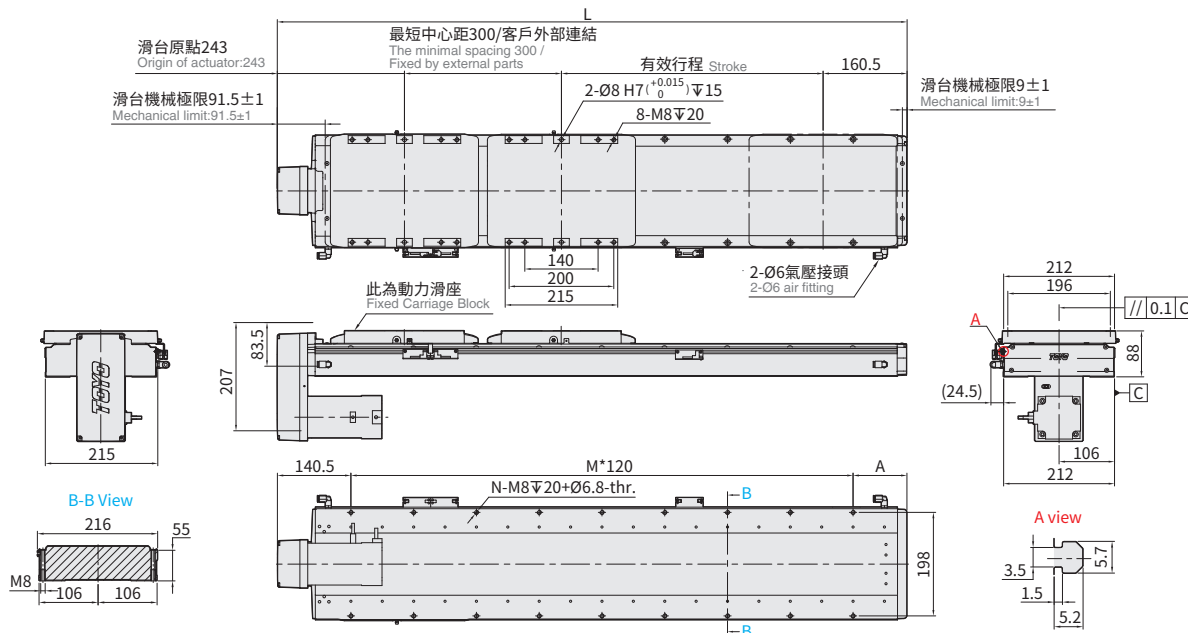 L
滑台原點243
Origin of actuator:243
最短中心距300/客戶外部連結
The minimal spacing 300 /
Fixed by external parts
有效行程 Stroke
160.5
滑台機械極限91.5±1
Mechanical limit:91.5±1
2-Ø8 H7(+0.015 0)↧15
8-M8↧20
滑台機械極限9±1
Mechanical limit:9±1
140
200
215
2-Ø6氣壓接頭
2-Ø6 air fitting
此為動力滑座
Fixed Carriage Block
83.5
207
TOYO
215
212
196
// 0.1 C
A
TOYO
88
(24.5)
C
106
212
140.5
M*120
A
N-M8↧20+Ø6.8-thr.
B
B
198
B-B View
216
55
M8
106
106
A view
3.5
5.7
1.5
5.2